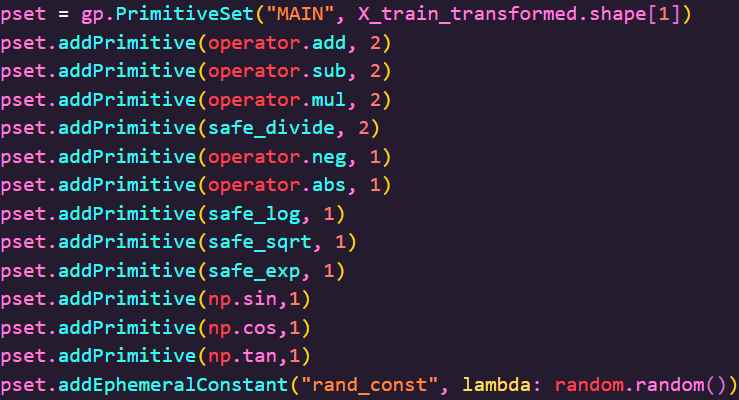 pset = gp.PrimitiveSet("MAIN", X_train_transformed.shape[1])
pset.addPrimitive(operator.add, 2)
pset.addPrimitive(operator.sub, 2)
pset.addPrimitive(operator.mul, 2)
pset.addPrimitive(safe_divide, 2)
pset.addPrimitive(operator.neg, 1)
pset.addPrimitive(operator.abs, 1)
pset.addPrimitive(safe_log, 1)
pset.addPrimitive(safe_sqrt, 1)
pset.addPrimitive(safe_exp, 1)
pset.addPrimitive(np.sin,1)
pset.addPrimitive(np.cos,1)
pset.addPrimitive(np.tan,1)
pset.addEphemeralConstant("rand_const", lambda: random.random())